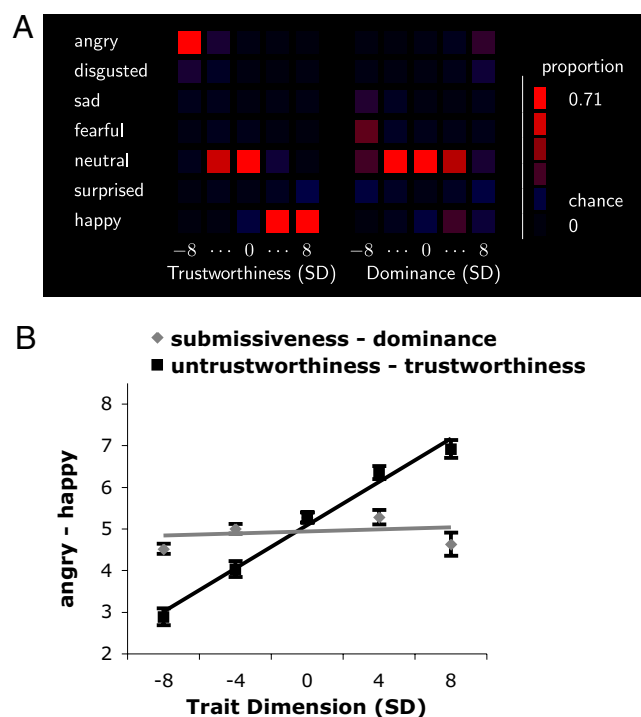 A
angry
disgusted
sad
fearful
neutral
surprised
happy
proportion
0.71
chance
0
−8 ··· 0 ··· 8 −8 ··· 0 ··· 8
Trustworthiness (SD) Dominance (SD)
B
submissiveness - dominance
untrustworthiness - trustworthiness
8
7
6
5
4
3
2
angry - happy
-8 -4 0 4 8
Trait Dimension (SD)